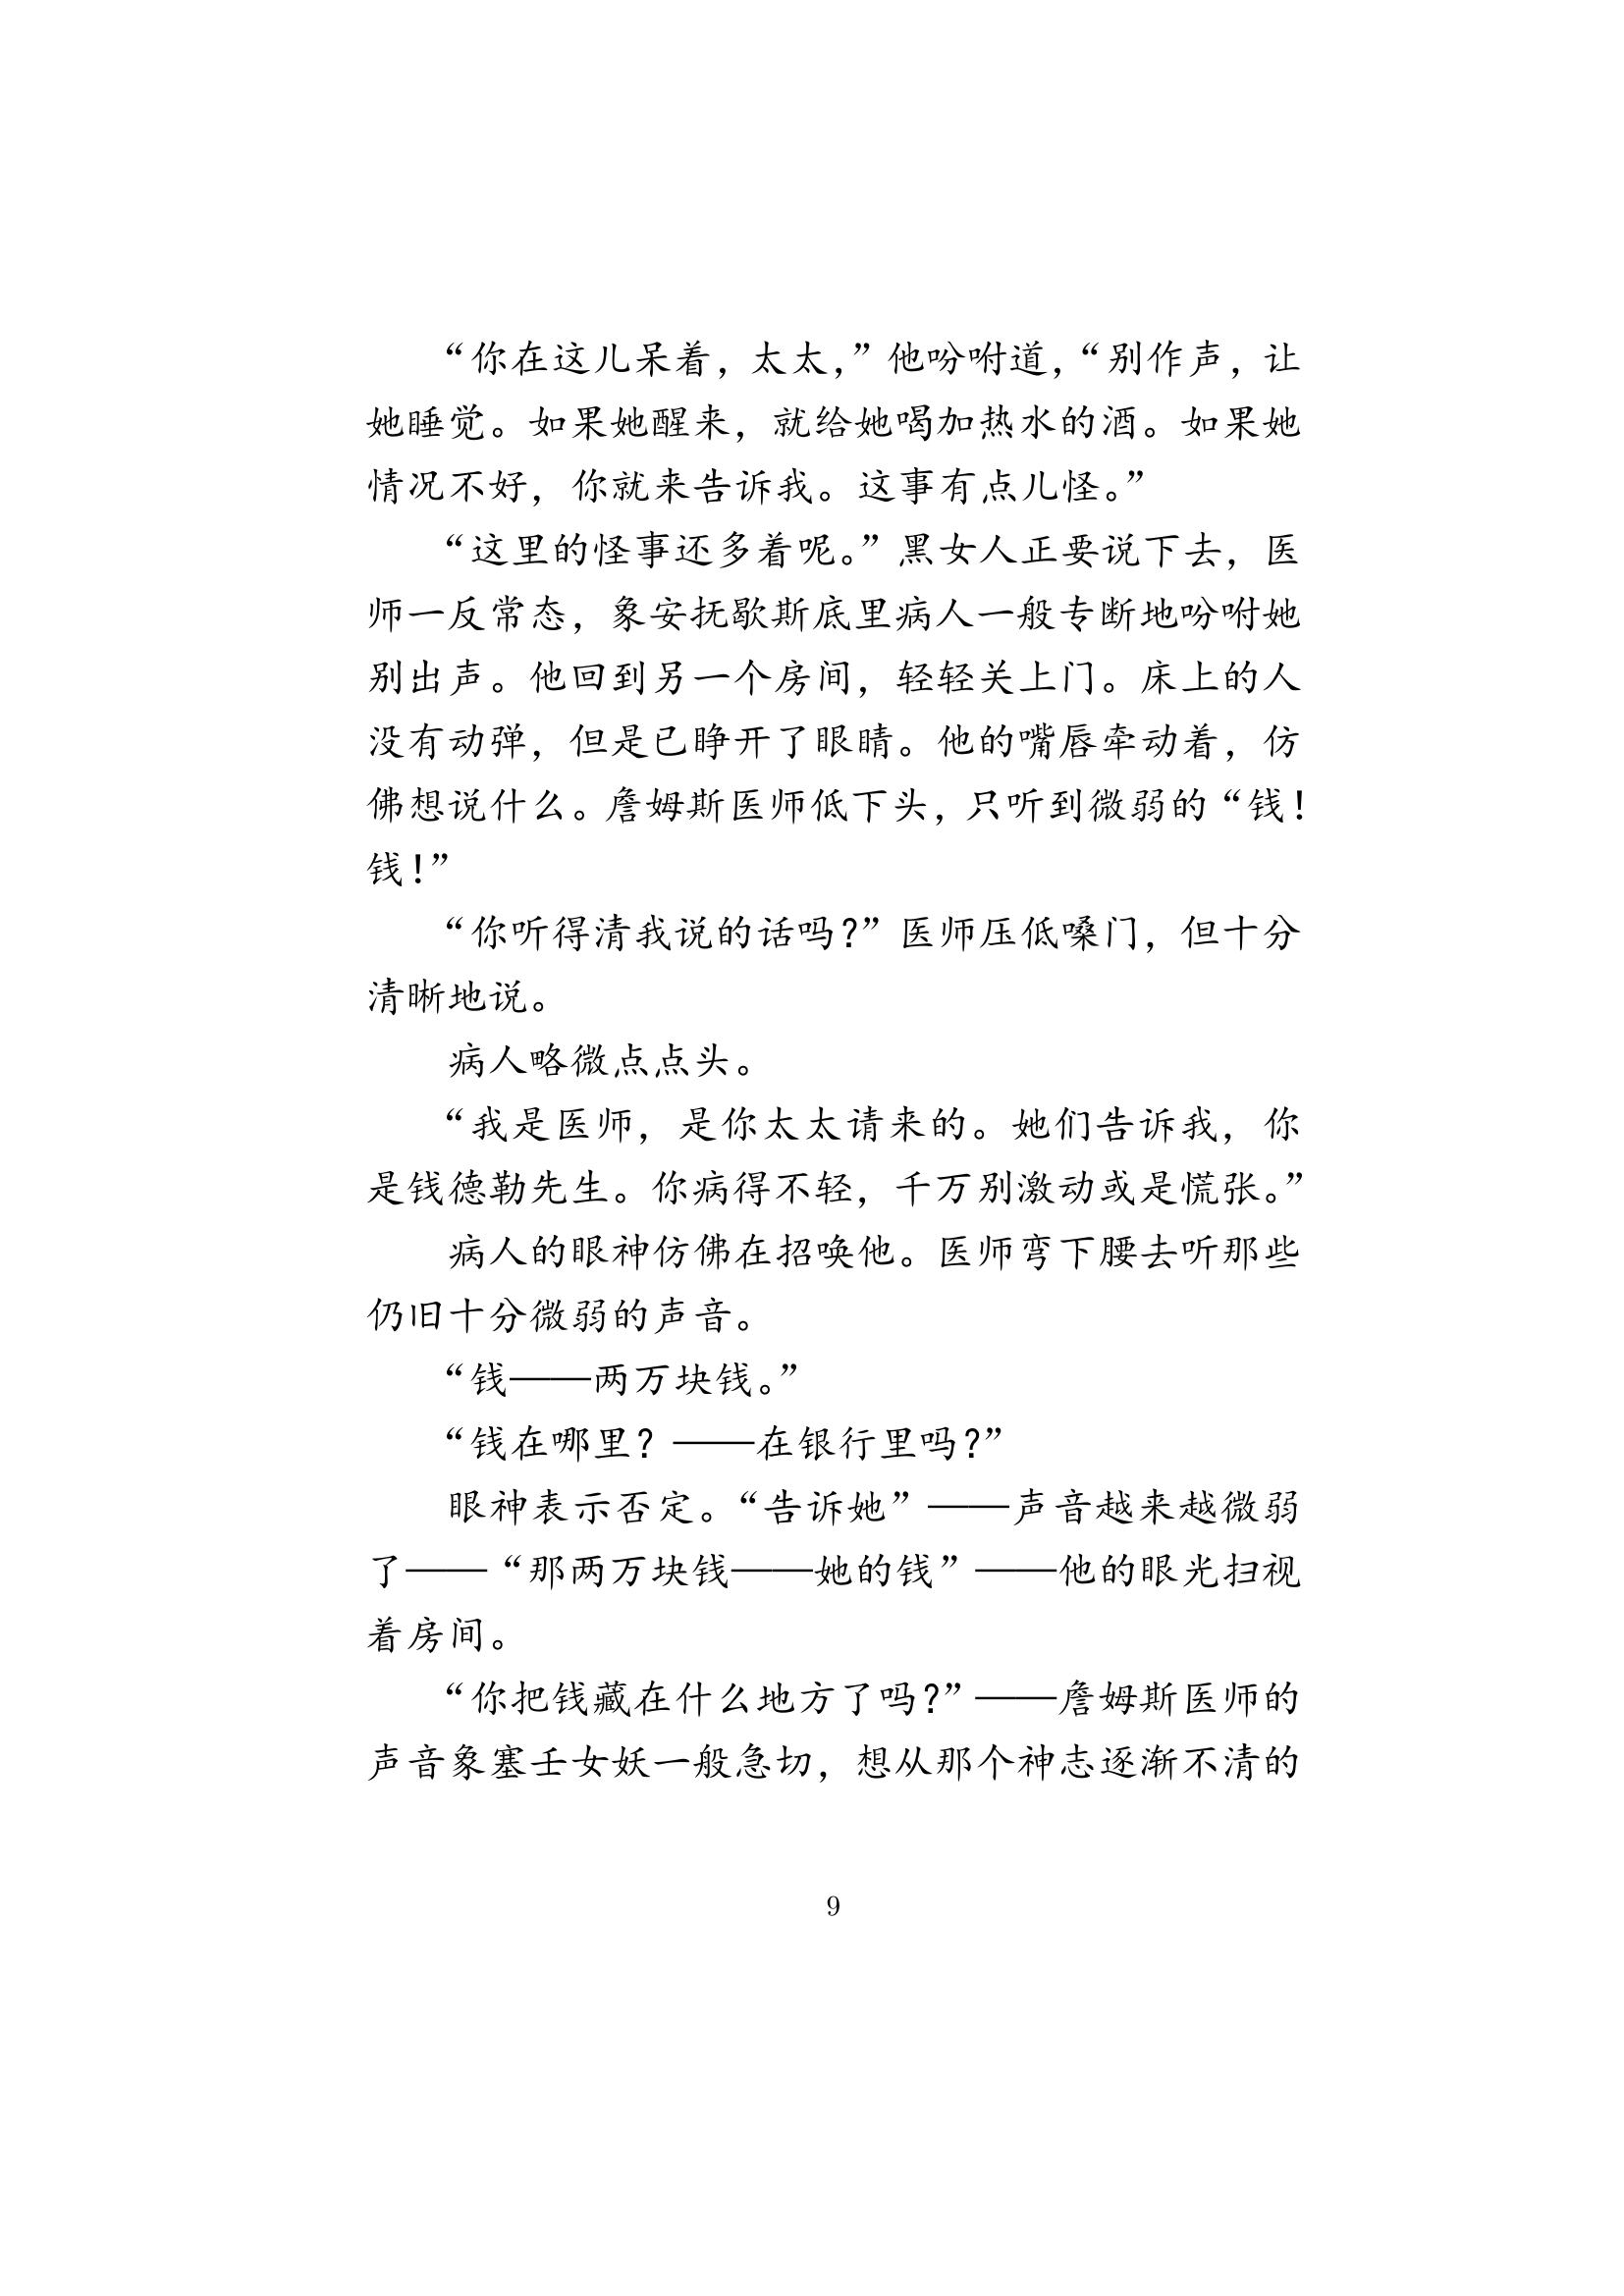 “你在这儿呆着，太太，”他吩咐道，“别作声，让
她睡觉。如果她醒来，就给她喝加热水的酒。如果她
情况不好，你就来告诉我。这事有点儿怪。”
“这里的怪事还多着呢。”黑女人正要说下去，医
师一反常态，象安抚歇斯底里病人一般专断地吩咐她
别出声。他回到另一个房间，轻轻关上门。床上的人
没有动弹，但是已睁开了眼睛。他的嘴唇牵动着，仿
佛想说什么。詹姆斯医师低下头，只听到微弱的“钱！
钱！”
“你听得清我说的话吗？”医师压低嗓门，但十分
清晰地说。
病人略微点点头。
“我是医师，是你太太请来的。她们告诉我，你
是钱德勒先生。你病得不轻，千万别激动或是慌张。”
病人的眼神仿佛在招唤他。医师弯下腰去听那些
仍旧十分微弱的声音。
“钱——两万块钱。”
“钱在哪里？——在银行里吗？”
眼神表示否定。“告诉她”——声音越来越微弱
了——“那两万块钱——她的钱”——他的眼光扫视
着房间。
“你把钱藏在什么地方了吗？”——詹姆斯医师的
声音象塞壬女妖一般急切，想从那个神志逐渐不清的
9